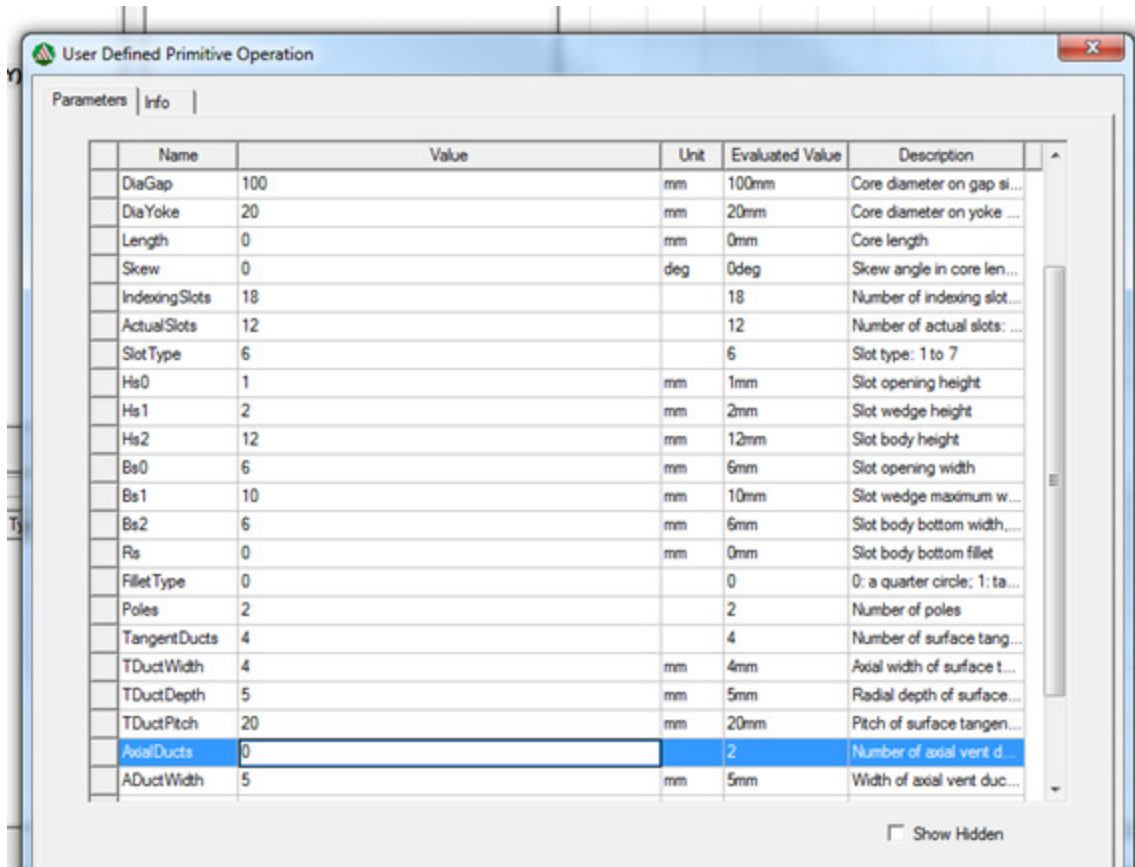 User Defined Primitive Operation
Parameters Info
Name Value Unit Evaluated Value Description
DiaGap 100 mm 100mm Core diameter on gap si...
DiaYoke 20 mm 20mm Core diameter on yoke ...
Length 0 mm 0mm Core length
Skew 0 deg 0deg Skew angle in core len...
IndexingSlots 18 18 Number of indexing slot...
ActualSlots 12 12 Number of actual slots: ...
SlotType 6 6 Slot type: 1 to 7
Hs0 1 mm 1mm Slot opening height
Hs1 2 mm 2mm Slot wedge height
Hs2 12 mm 12mm Slot body height
Bs0 6 mm 6mm Slot opening width
Bs1 10 mm 10mm Slot wedge maximum w...
Bs2 6 mm 6mm Slot body bottom width,...
Rs 0 mm 0mm Slot body bottom fillet
FilletType 0 0 0: a quarter circle; 1: ta...
Poles 2 2 Number of poles
TangentDucts 4 4 Number of surface tang...
TDuctWidth 4 mm 4mm Axial width of surface t...
TDuctDepth 5 mm 5mm Radial depth of surface...
TDuctPitch 20 mm 20mm Pitch of surface tangen...
AxialDucts 0 2 Number of axial vent d...
ADuctWidth 5 mm 5mm Width of axial vent duc...
Show Hidden